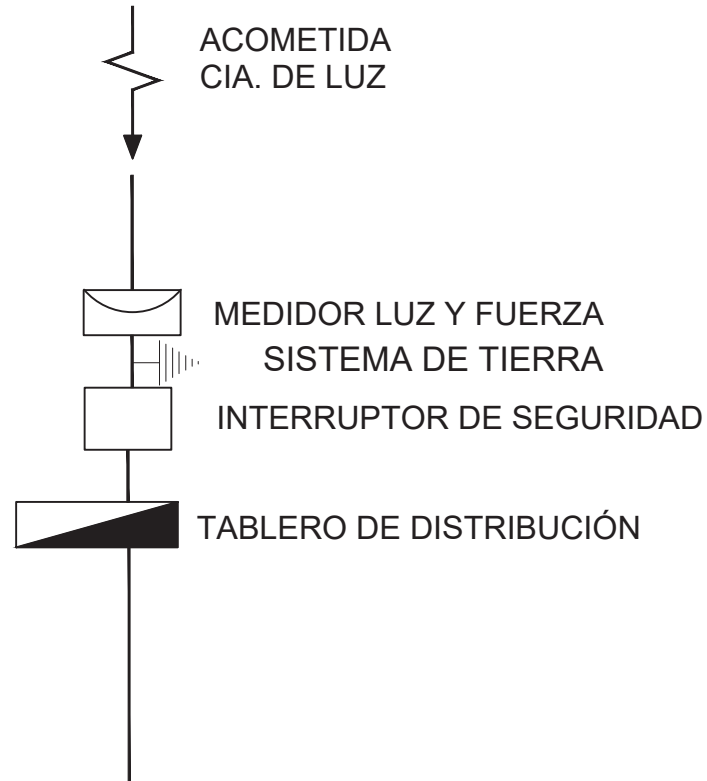 ACOMETIDA
CIA. DE LUZ
MEDIDOR LUZ Y FUERZA
SISTEMA DE TIERRA
INTERRUPTOR DE SEGURIDAD
TABLERO DE DISTRIBUCIÓN